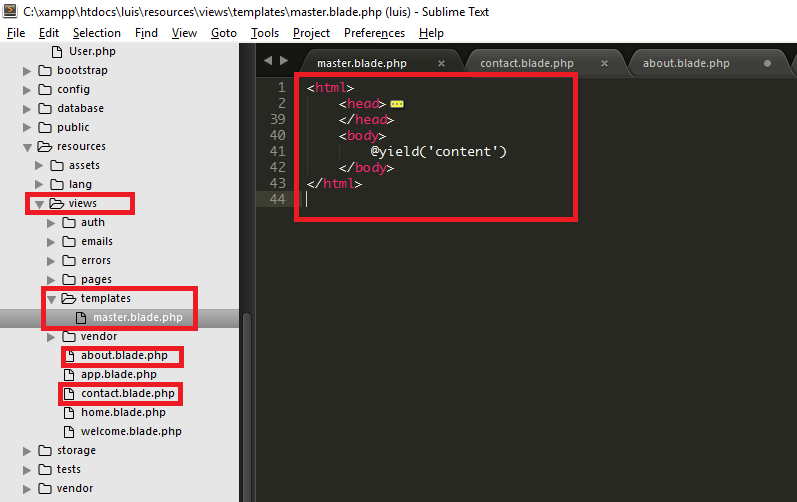 C:\xampp\htdocs\luis\resources\views\templates\master.blade.php (luis) - Sublime Text
File Edit Selection Find View Goto Tools Project Preferences Help
User.php
bootstrap
config
database
public
resources
assets
lang
views
auth
emails
errors
pages
templates
master.blade.php
vendor
about.blade.php
app.blade.php
contact.blade.php
home.blade.php
welcome.blade.php
storage
tests
vendor
master.blade.php × contact.blade.php × about.blade.php
1 <html>
2 <head>
39 </head>
40 <body>
41 @yield('content')
42 </body>
43 </html>
44